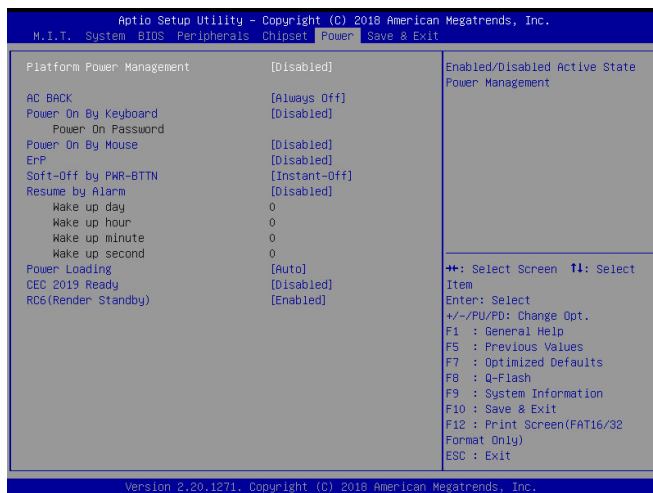 Aptio Setup Utility – Copyright (C) 2018 American Megatrends, Inc.
M.I.T. System BIOS Peripherals Chipset Power Save & Exit
Platform Power Management [Disabled]
AC BACK [Always Off]
Power On By Keyboard [Disabled]
Power On Password
Power On By Mouse [Disabled]
ErP [Disabled]
Soft-Off by PWR-BTTN [Instant-Off]
Resume by Alarm [Disabled]
Wake up day 0
Wake up hour 0
Wake up minute 0
Wake up second 0
Power Loading [Auto]
CEC 2019 Ready [Disabled]
RC6(Render Standby) [Enabled]
Enabled/Disabled Active State
Power Management
→←: Select Screen ↑↓: Select
Item
Enter: Select
+/-/PU/PD: Change Opt.
F1 : General Help
F5 : Previous Values
F7 : Optimized Defaults
F8 : Q-Flash
F9 : System Information
F10 : Save & Exit
F12 : Print Screen(FAT16/32
Format Only)
ESC : Exit
Version 2.20.1271. Copyright (C) 2018 American Megatrends, Inc.